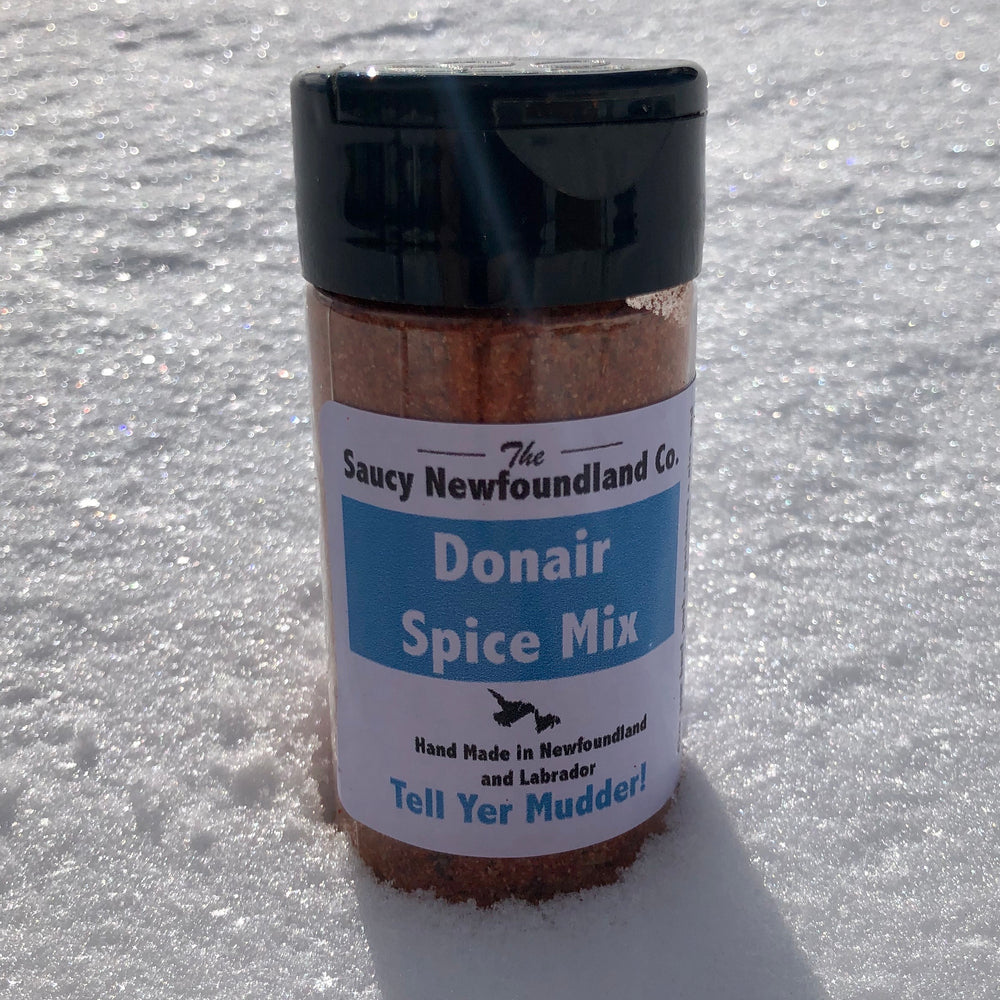 The
Saucy Newfoundland Co.
Donair
Spice Mix
Hand Made in Newfoundland
and Labrador
Tell Yer Mudder!